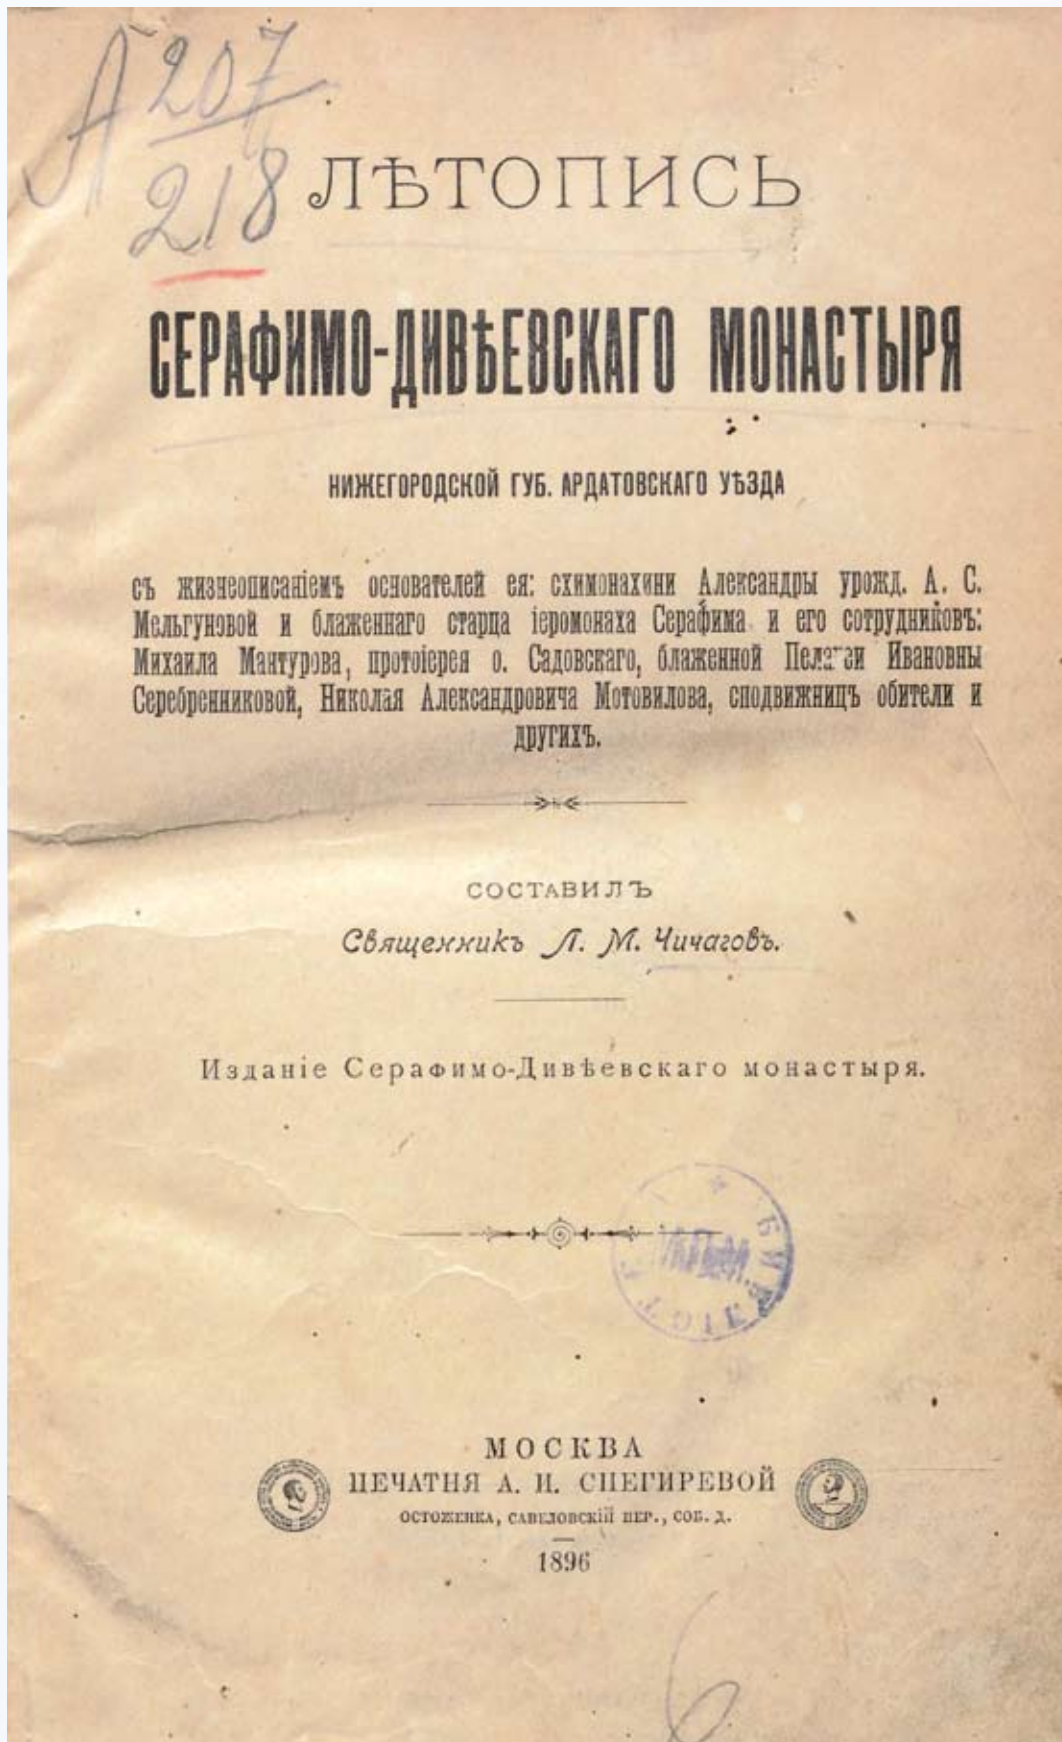 А 207
218
ЛѢТОПИСЬ
СЕРАФИМО-ДИВѢЕВСКАГО МОНАСТЫРЯ
НИЖЕГОРОДСКОЙ ГУБ. АРДАТОВСКАГО УѢЗДА
съ жизнеописаніемъ основателей ея: схимонахини Александры урожд. А. С.
Мельгуновой и блаженнаго старца іеромонаха Серафима и его сотрудниковъ:
Михаила Мантурова, протоіерея о. Садовскаго, блаженной Пелагеи Ивановны
Серебренниковой, Николая Александровича Мотовилова, сподвижницъ обители и
другихъ.
СОСТАВИЛЪ
Священникъ Л. М. Чичаговъ.
Изданіе Серафимо-Дивѣевскаго монастыря.
МОСКВА
ПЕЧАТНЯ А. И. СНЕГИРЕВОЙ
ОСТОЖЕНКА, САВЕЛОВСКІЙ ПЕР., СОБ. Д.
1896